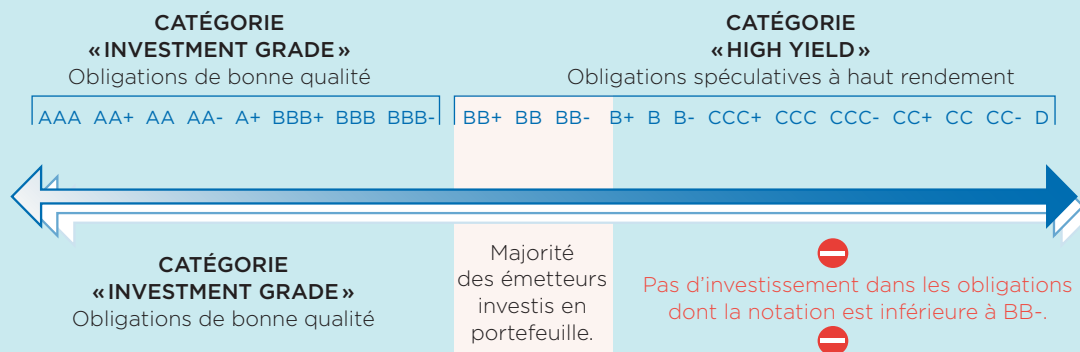 CATÉGORIE
«INVESTMENT GRADE»
Obligations de bonne qualité
CATÉGORIE
«HIGH YIELD»
Obligations spéculatives à haut rendement
AAA AA+ AA AA- A+ BBB+ BBB BBB- BB+ BB BB- B+ B B- CCC+ CCC CCC- CC+ CC CC- D
CATÉGORIE
«INVESTMENT GRADE»
Obligations de bonne qualité
Majorité
des émetteurs
investis en
portefeuille.
Pas d'investissement dans les obligations
dont la notation est inférieure à BB-.